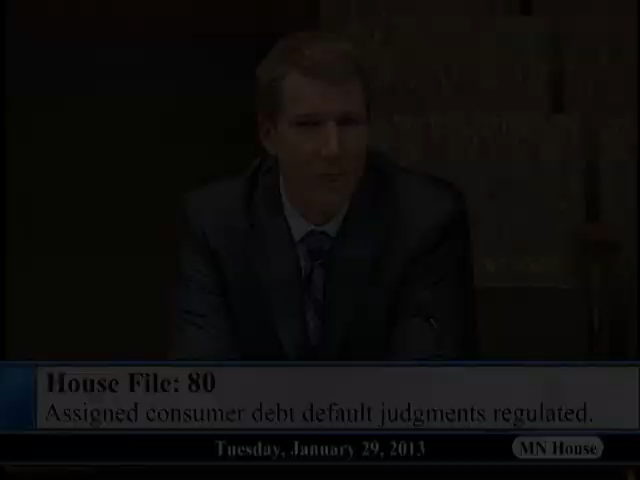 House File: 80
Assigned consumer debt default judgments regulated.
Tuesday, January 29, 2013
MN House